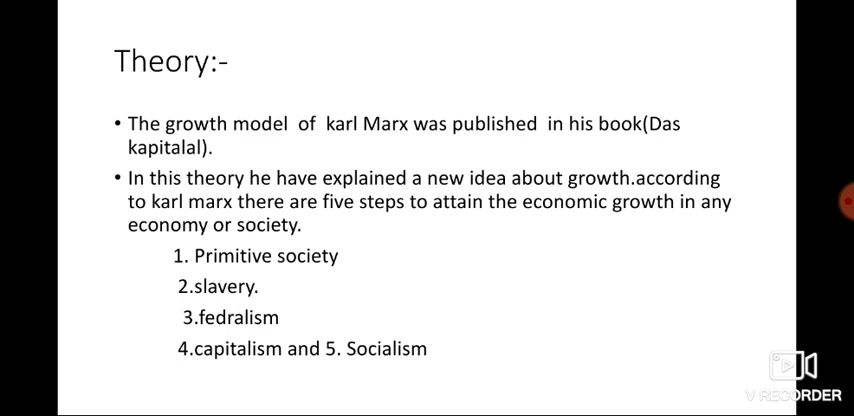 Theory:-
• The growth model of karl Marx was published in his book(Das
kapitalal).
• In this theory he have explained a new idea about growth.according
to karl marx there are five steps to attain the economic growth in any
economy or society.
1. Primitive society
2.slavery.
3.fedralism
4.capitalism and 5. Socialism
V RECORDER